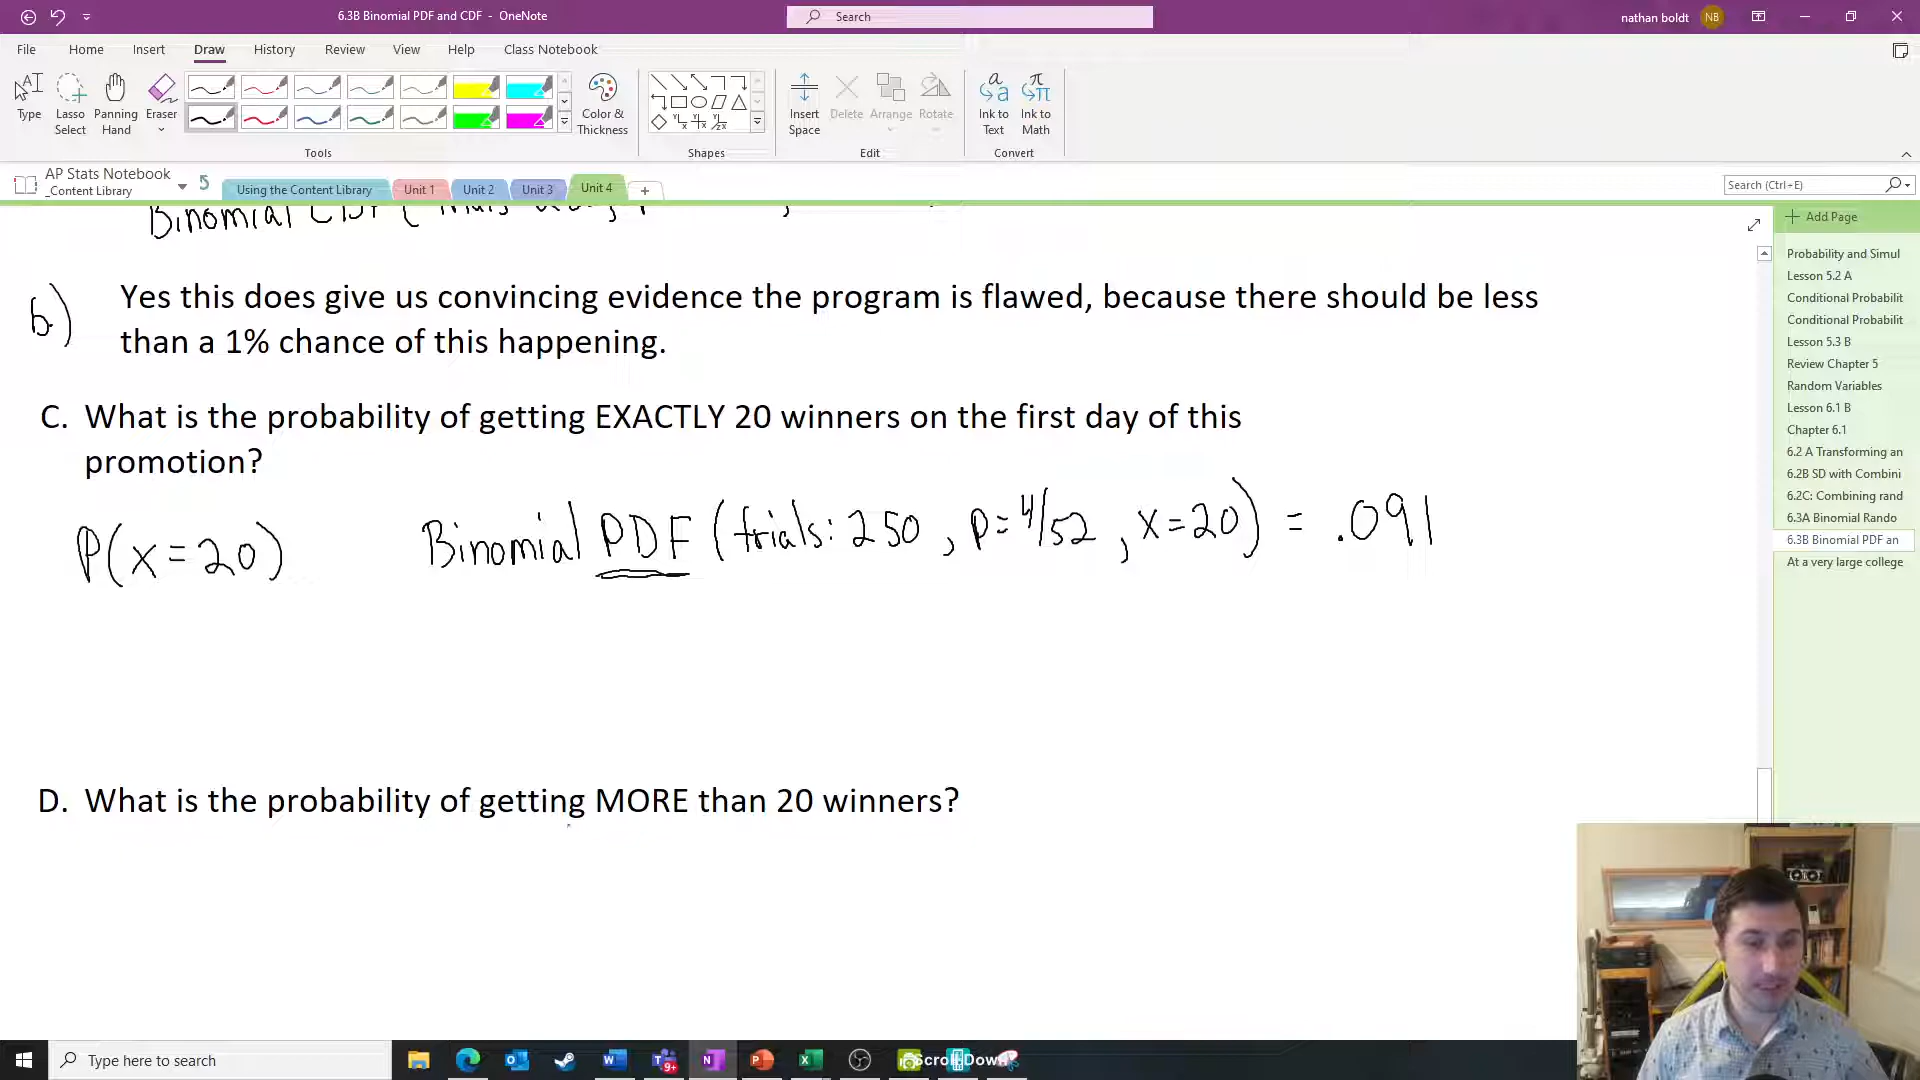 6.3B Binomial PDF and CDF - OneNote
Search
nathan boldt
NB
File Home Insert Draw History Review View Help Class Notebook
Type
Lasso Select
Panning Hand
Eraser
Color & Thickness
Insert Space
Delete
Arrange
Rotate
Ink to Text
Ink to Math
Tools
Shapes
Edit
Convert
AP Stats Notebook
_Content Library
Using the Content Library
Unit 1
Unit 2
Unit 3
Unit 4
Search (Ctrl+E)
Add Page
Probability and Simul
Lesson 5.2 A
Conditional Probabilit
Conditional Probabilit
Lesson 5.3 B
Review Chapter 5
Random Variables
Lesson 6.1 B
Chapter 6.1
6.2 A Transforming an
6.2B SD with Combini
6.2C: Combining rand
6.3A Binomial Rando
6.3B Binomial PDF an
At a very large college
Binomial
b.) Yes this does give us convincing evidence the program is flawed, because there should be less
than a 1% chance of this happening.
C. What is the probability of getting EXACTLY 20 winners on the first day of this
promotion?
P(x=20) Binomial PDF (trials: 250, p=4/52, x=20) = .091
D. What is the probability of getting MORE than 20 winners?
Type here to search
9+
Scroll Down